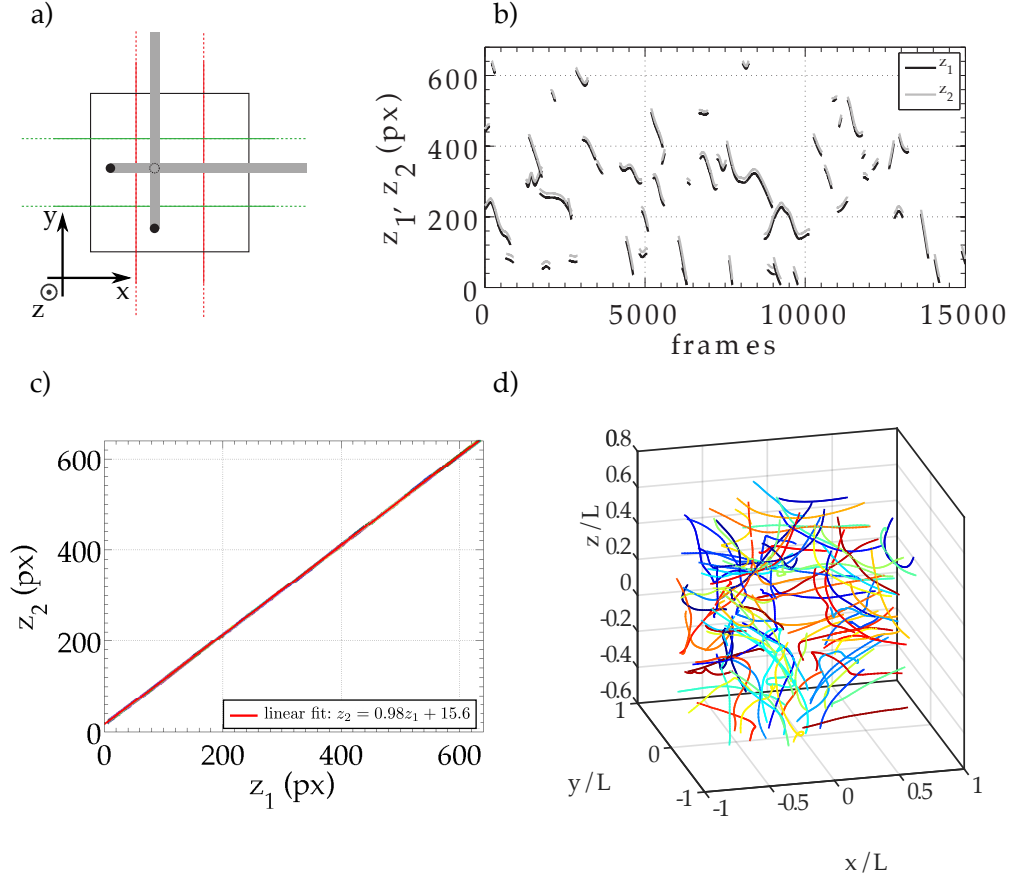 a)
y
x
z
b)
z1, z2 (px)
600
400
200
0
z1
z2
0
5000
10000
15000
frames
c)
z2 (px)
600
400
200
0
linear fit: z2 = 0.98z1 + 15.6
0
200
400
600
z1 (px)
d)
z/L
0.8
0.6
0.4
0.2
0
-0.2
-0.4
-0.6
1
0
-1
y/L
-1
-0.5
0
0.5
1
x/L